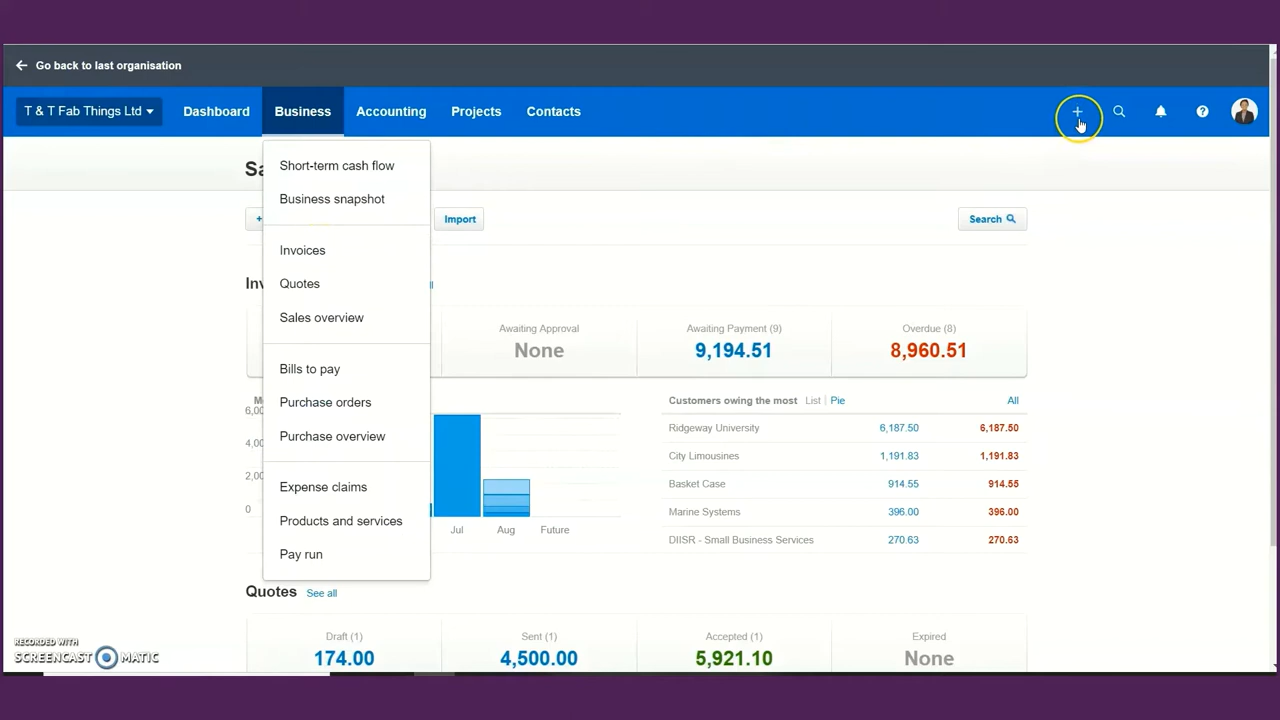 Go back to last organisation
T & T Fab Things Ltd
Dashboard
Business
Accounting
Projects
Contacts
Short-term cash flow
Business snapshot
Invoices
Quotes
Sales overview
Bills to pay
Purchase orders
Purchase overview
Expense claims
Products and services
Pay run
Sa
+
Import
Search
Inv
Awaiting Approval
None
Awaiting Payment (9)
9,194.51
Overdue (8)
8,960.51
M
6,0
4,0
2,0
0
Jul
Aug
Future
Customers owing the most
List
Pie
All
Ridgeway University 6,187.50 6,187.50
City Limousines 1,191.83 1,191.83
Basket Case 914.55 914.55
Marine Systems 396.00 396.00
DIISR - Small Business Services 270.63 270.63
Quotes
See all
Draft (1)
174.00
Sent (1)
4,500.00
Accepted (1)
5,921.10
Expired
None
RECORDED WITH
SCREENCAST MATIC